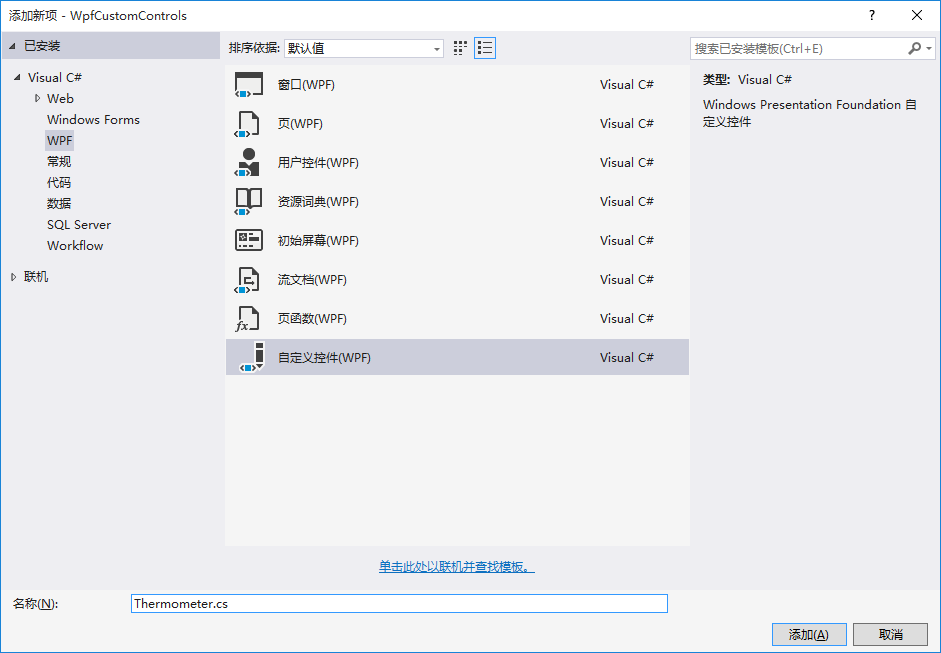 添加新项 - WpfCustomControls
?
已安装
Visual C#
Web
Windows Forms
WPF
常规
代码
数据
SQL Server
Workflow
联机
排序依据: 默认值
窗口(WPF) Visual C#
页(WPF) Visual C#
用户控件(WPF) Visual C#
资源词典(WPF) Visual C#
初始屏幕(WPF) Visual C#
流文档(WPF) Visual C#
页函数(WPF) Visual C#
自定义控件(WPF) Visual C#
单击此处以联机并查找模板。
搜索已安装模板(Ctrl+E)
类型: Visual C#
Windows Presentation Foundation 自
定义控件
名称(N): Thermometer.cs
添加(A) 取消